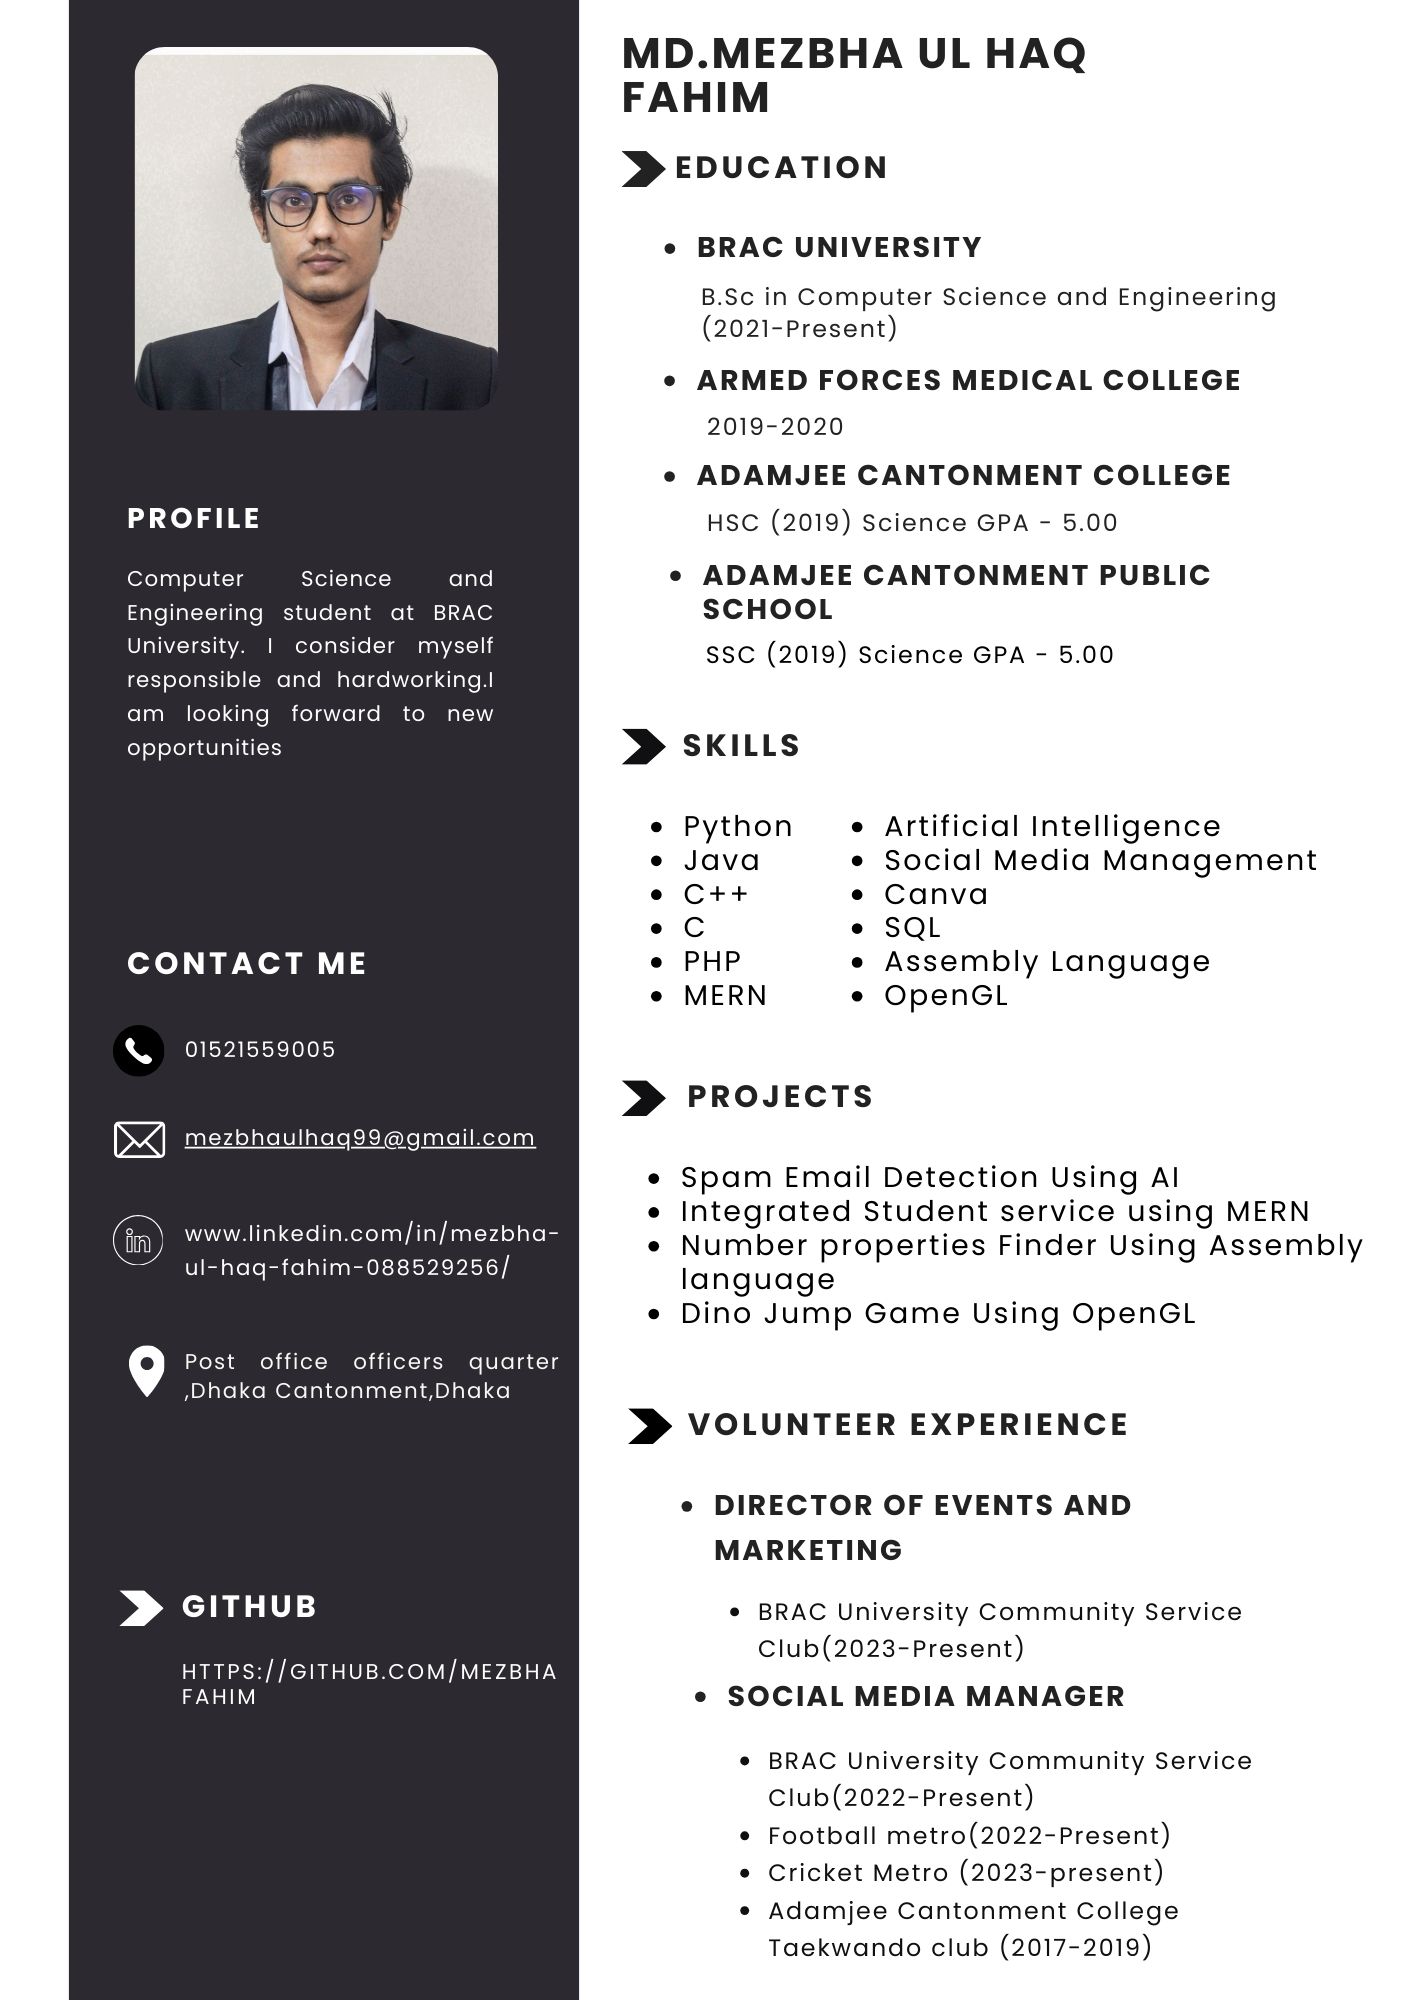 MD.MEZBHA UL HAQ
FAHIM
PROFILE
Computer Science and
Engineering student at BRAC
University. I consider myself
responsible and hardworking.I
am looking forward to new
opportunities
CONTACT ME
01521559005
mezbhaulhaq99@gmail.com
in
www.linkedin.com/in/mezbha-
ul-haq-fahim-088529256/
Post office officers quarter
,Dhaka Cantonment,Dhaka
GITHUB
HTTPS://GITHUB.COM/MEZBHA
FAHIM
EDUCATION
• BRAC UNIVERSITY
B.Sc in Computer Science and Engineering
(2021-Present)
• ARMED FORCES MEDICAL COLLEGE
2019-2020
• ADAMJEE CANTONMENT COLLEGE
HSC (2019) Science GPA - 5.00
• ADAMJEE CANTONMENT PUBLIC
SCHOOL
SSC (2019) Science GPA - 5.00
SKILLS
• Python
• Java
• C++
• C
• PHP
• MERN
• Artificial Intelligence
• Social Media Management
• Canva
• SQL
• Assembly Language
• OpenGL
PROJECTS
• Spam Email Detection Using AI
• Integrated Student service using MERN
• Number properties Finder Using Assembly
language
• Dino Jump Game Using OpenGL
VOLUNTEER EXPERIENCE
• DIRECTOR OF EVENTS AND
MARKETING
• BRAC University Community Service
Club(2023-Present)
• SOCIAL MEDIA MANAGER
• BRAC University Community Service
Club(2022-Present)
• Football metro(2022-Present)
• Cricket Metro (2023-present)
• Adamjee Cantonment College
Taekwando club (2017-2019)